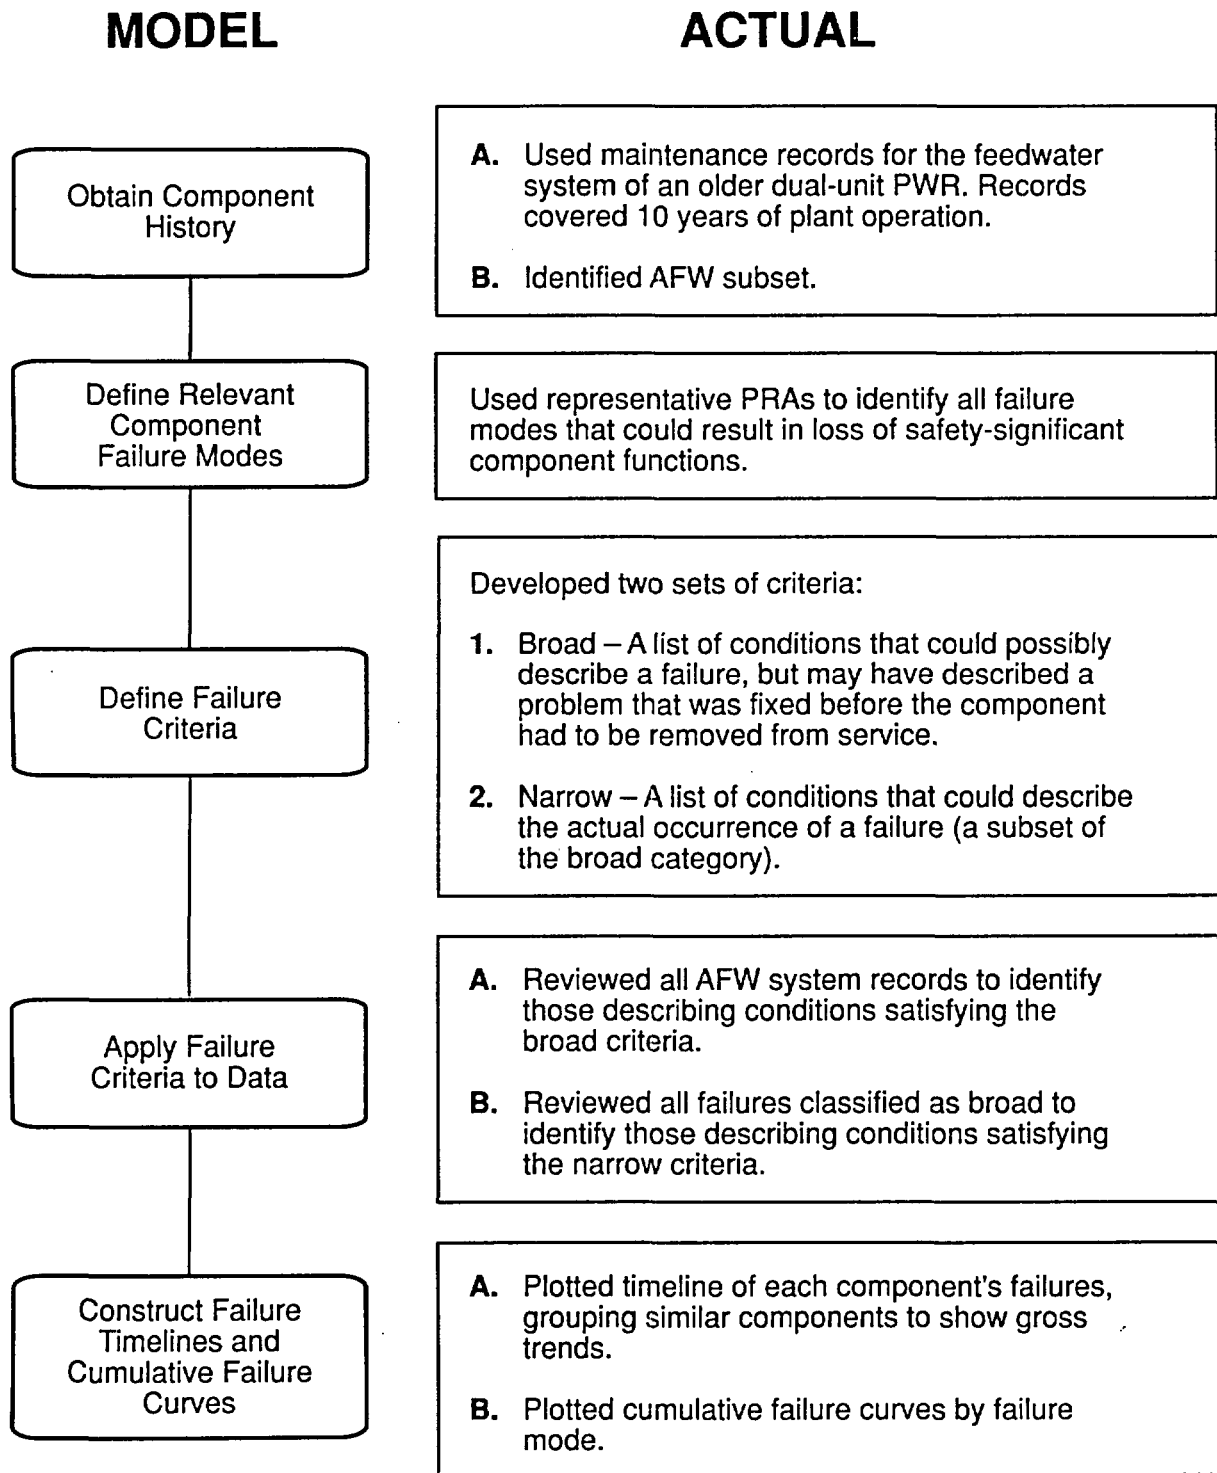 MODEL
ACTUAL
Obtain Component
History
A. Used maintenance records for the feedwater
system of an older dual-unit PWR. Records
covered 10 years of plant operation.
B. Identified AFW subset.
Define Relevant
Component
Failure Modes
Used representative PRAs to identify all failure
modes that could result in loss of safety-significant
component functions.
Define Failure
Criteria
Developed two sets of criteria:
1. Broad – A list of conditions that could possibly
describe a failure, but may have described a
problem that was fixed before the component
had to be removed from service.
2. Narrow – A list of conditions that could describe
the actual occurrence of a failure (a subset of
the broad category).
Apply Failure
Criteria to Data
A. Reviewed all AFW system records to identify
those describing conditions satisfying the
broad criteria.
B. Reviewed all failures classified as broad to
identify those describing conditions satisfying
the narrow criteria.
Construct Failure
Timelines and
Cumulative Failure
Curves
A. Plotted timeline of each component's failures,
grouping similar components to show gross
trends.
B. Plotted cumulative failure curves by failure
mode.